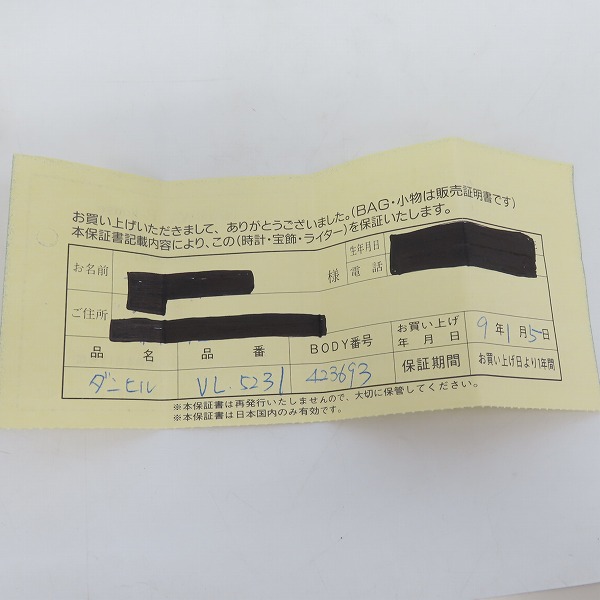 お買い上げいただきまして、ありがとうございました。(BAG・小物は販売証明書です)
本保証書記載内容により、この(時計・宝飾・ライター)を保証いたします。
お名前 様 生年月日
電話
ご住所
品名 品番 BODY番号 お買い上げ年月日 9年1月5日
ダンヒル VL.5231 423693 保証期間 お買い上げ日より1年間
※本保証書は再発行いたしませんので、大切に保管してください。
※本保証書は日本国内のみ有効です。